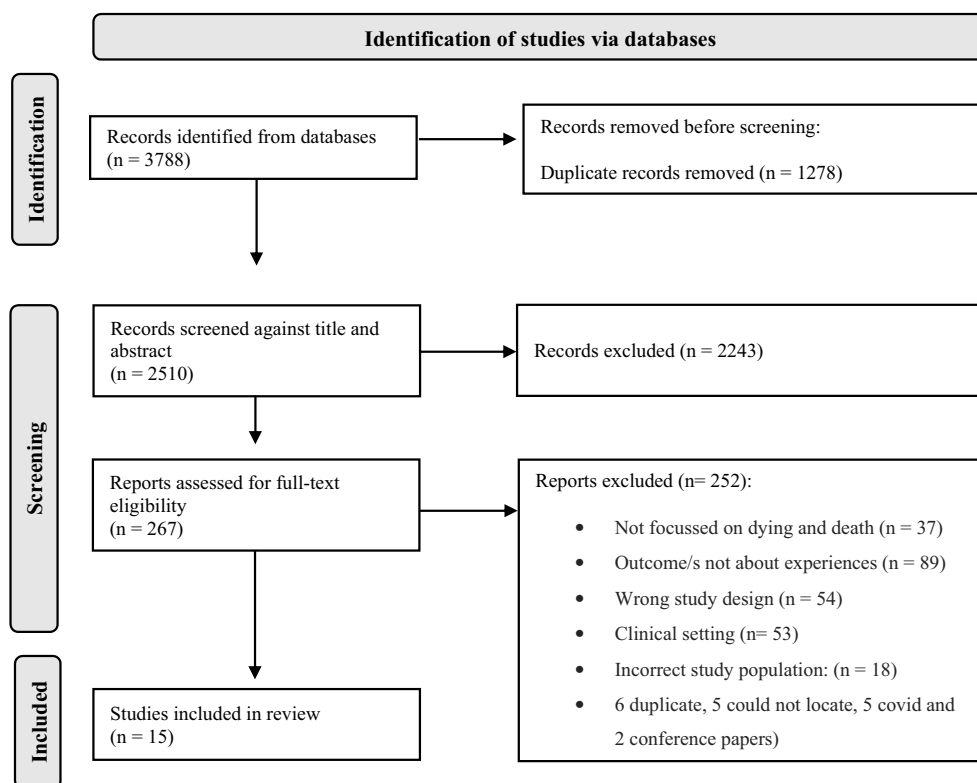 Identification of studies via databases
Identification
Records identified from databases
(n = 3788)
Records removed before screening:
Duplicate records removed (n = 1278)
Screening
Records screened against title and
abstract
(n = 2510)
Records excluded (n = 2243)
Reports assessed for full-text
eligibility
(n = 267)
Reports excluded (n= 252):
• Not focussed on dying and death (n = 37)
• Outcome/s not about experiences (n = 89)
• Wrong study design (n = 54)
• Clinical setting (n= 53)
• Incorrect study population: (n = 18)
• 6 duplicate, 5 could not locate, 5 covid and
2 conference papers)
Included
Studies included in review
(n = 15)